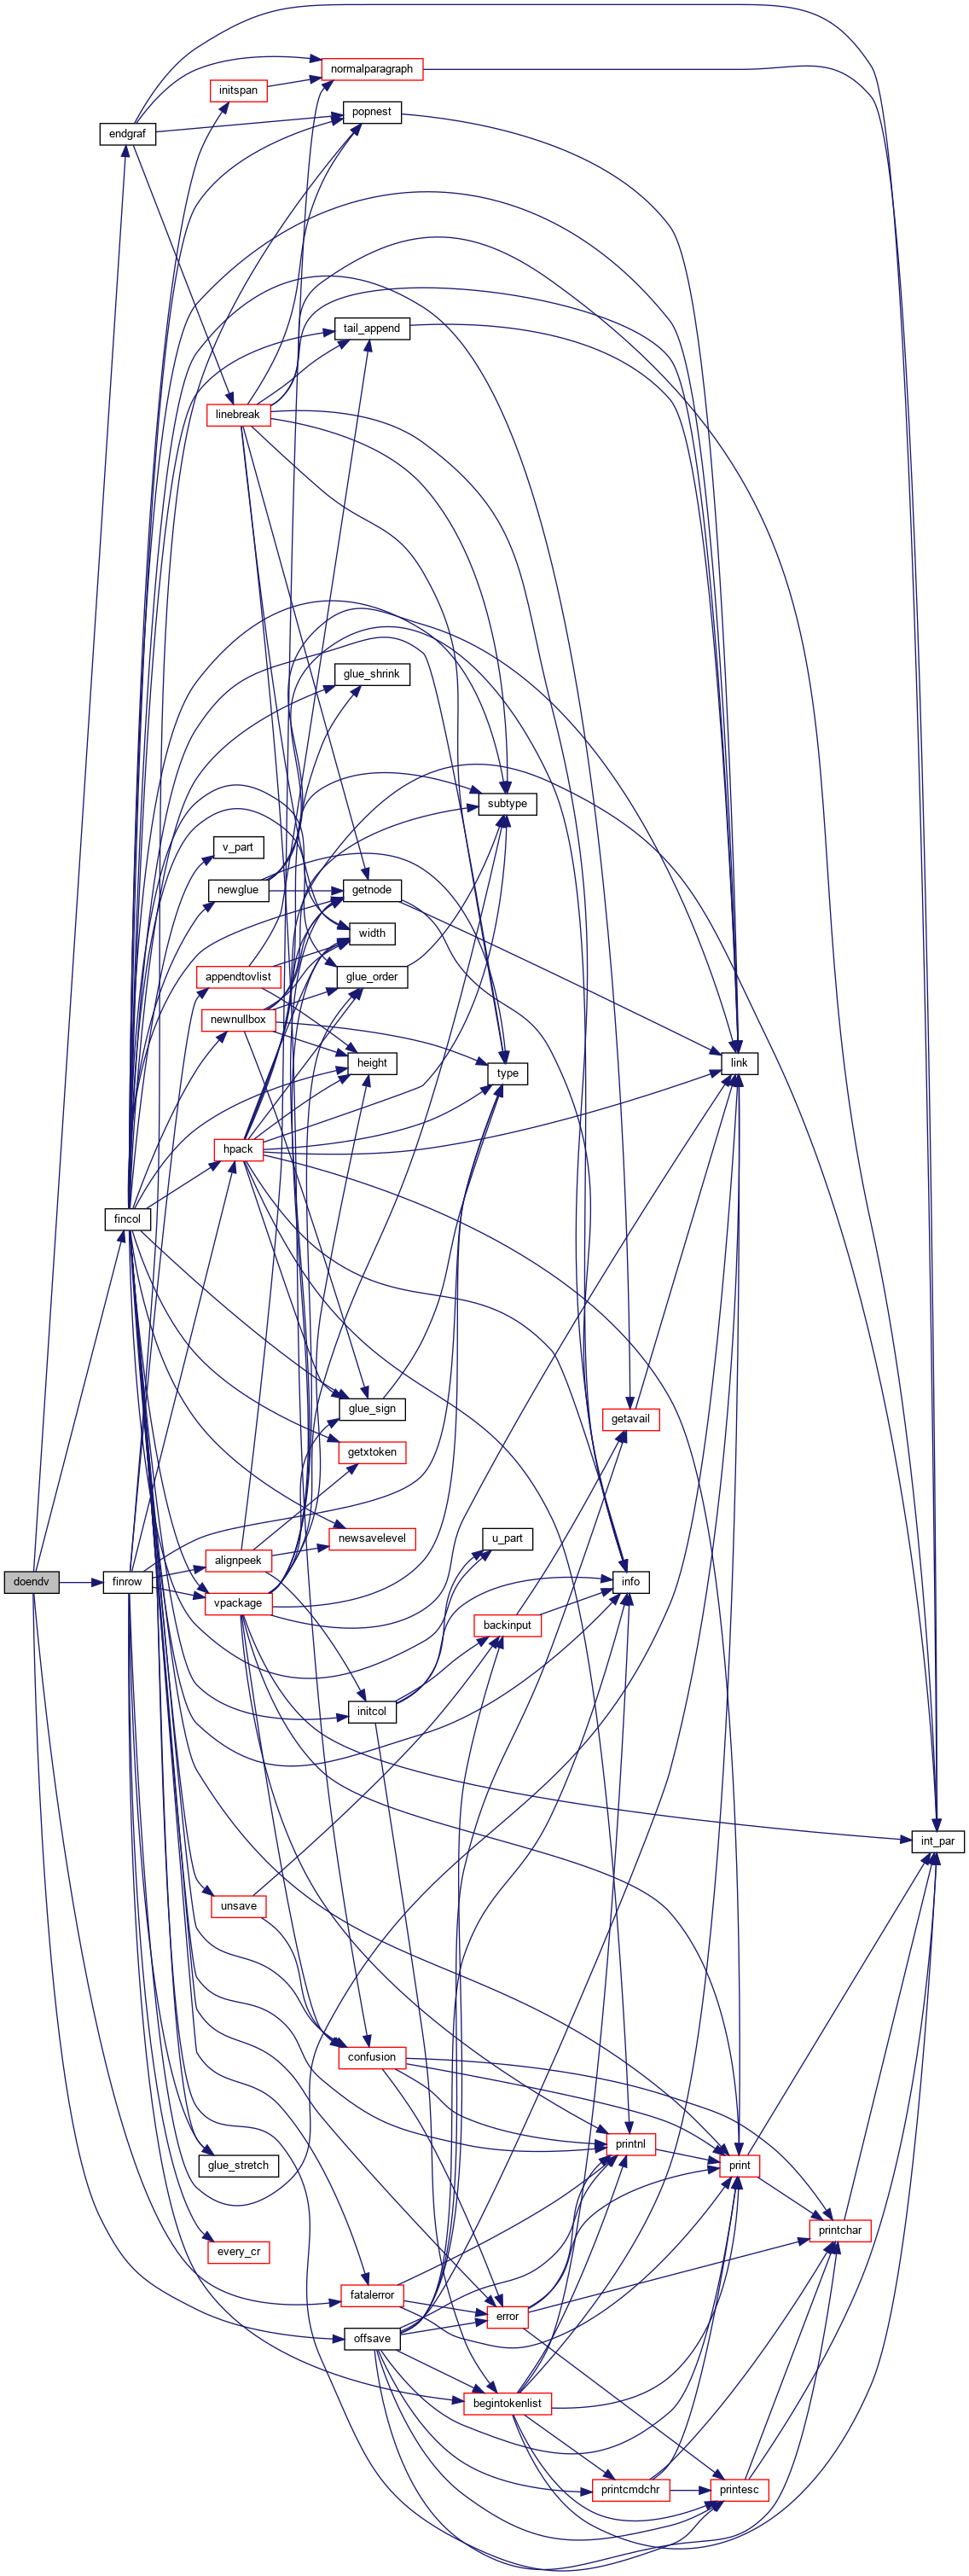 normalparagraph
initspan
popnest
endgraf
tail_append
linebreak
glue_shrink
subtype
v_part
newglue
getnode
width
appendtovlist
glue_order
newnullbox
height
link
type
hpack
fincol
glue_sign
getavail
getxtoken
newsavelevel
u_part
alignpeek
doendv
finrow
info
vpackage
backinput
initcol
int_par
unsave
confusion
printnl
glue_stretch
print
printchar
every_cr
fatalerror
error
offsave
begintokenlist
printcmdchr
printesc